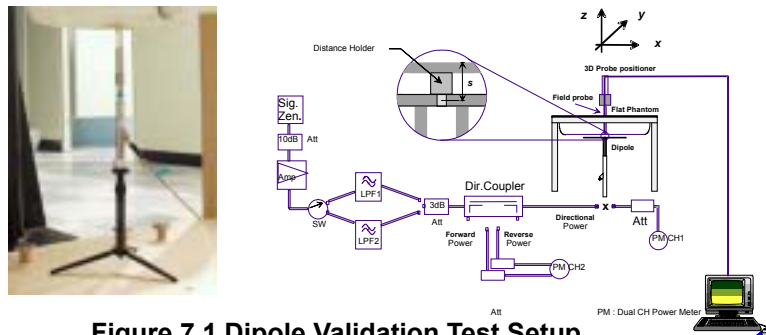 z
y
x
Distance Holder
s
3D Probe positioner
Field probe
Flat Phantom
Dipole
Sig.
Zen.
10dB
Att
Amp
SW
LPF1
LPF2
3dB
Att
Dir.Coupler
Forward
Power
Reverse
Power
Directional
Power
x
Att
PM CH1
PM CH2
Att
PM : Dual CH Power Meter
Figure 7.1 Dipole Validation Test Setup